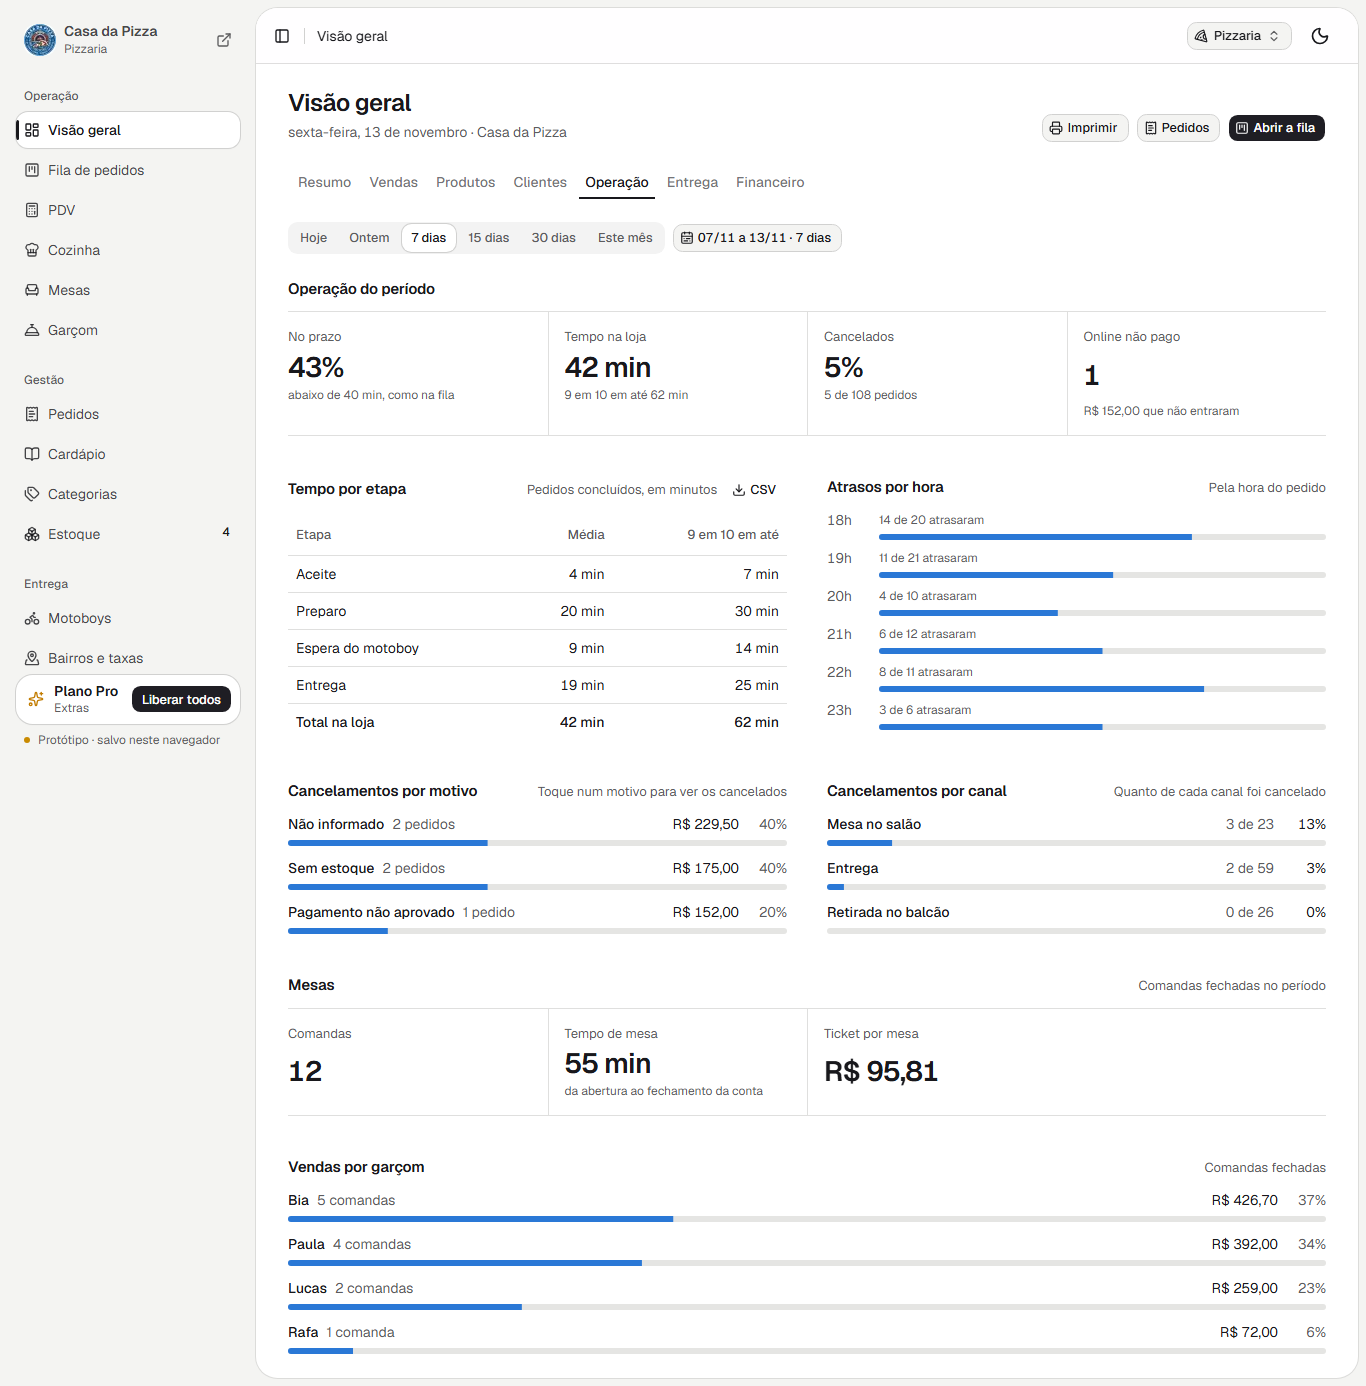 Casa da Pizza
Pizzaria
Operação
Visão geral
Fila de pedidos
PDV
Cozinha
Mesas
Garçom
Gestão
Pedidos
Cardápio
Categorias
Estoque 4
Entrega
Motoboys
Bairros e taxas
Plano Pro
Extras
Liberar todos
Protótipo · salvo neste navegador
Visão geral
Pizzaria
Visão geral
sexta-feira, 13 de novembro · Casa da Pizza
Imprimir
Pedidos
Abrir a fila
Resumo Vendas Produtos Clientes Operação Entrega Financeiro
Hoje Ontem 7 dias 15 dias 30 dias Este mês 07/11 a 13/11 · 7 dias
Operação do período
No prazo
43%
abaixo de 40 min, como na fila
Tempo na loja
42 min
9 em 10 em até 62 min
Cancelados
5%
5 de 108 pedidos
Online não pago
1
R$ 152,00 que não entraram
Tempo por etapa
Pedidos concluídos, em minutos
CSV
Etapa Média 9 em 10 em até
Aceite 4 min 7 min
Preparo 20 min 30 min
Espera do motoboy 9 min 14 min
Entrega 19 min 25 min
Total na loja 42 min 62 min
Atrasos por hora
Pela hora do pedido
18h 14 de 20 atrasaram
19h 11 de 21 atrasaram
20h 4 de 10 atrasaram
21h 6 de 12 atrasaram
22h 8 de 11 atrasaram
23h 3 de 6 atrasaram
Cancelamentos por motivo
Toque num motivo para ver os cancelados
Não informado 2 pedidos R$ 229,50 40%
Sem estoque 2 pedidos R$ 175,00 40%
Pagamento não aprovado 1 pedido R$ 152,00 20%
Cancelamentos por canal
Quanto de cada canal foi cancelado
Mesa no salão 3 de 23 13%
Entrega 2 de 59 3%
Retirada no balcão 0 de 26 0%
Mesas
Comandas fechadas no período
Comandas
12
Tempo de mesa
55 min
da abertura ao fechamento da conta
Ticket por mesa
R$ 95,81
Vendas por garçom
Comandas fechadas
Bia 5 comandas R$ 426,70 37%
Paula 4 comandas R$ 392,00 34%
Lucas 2 comandas R$ 259,00 23%
Rafa 1 comanda R$ 72,00 6%